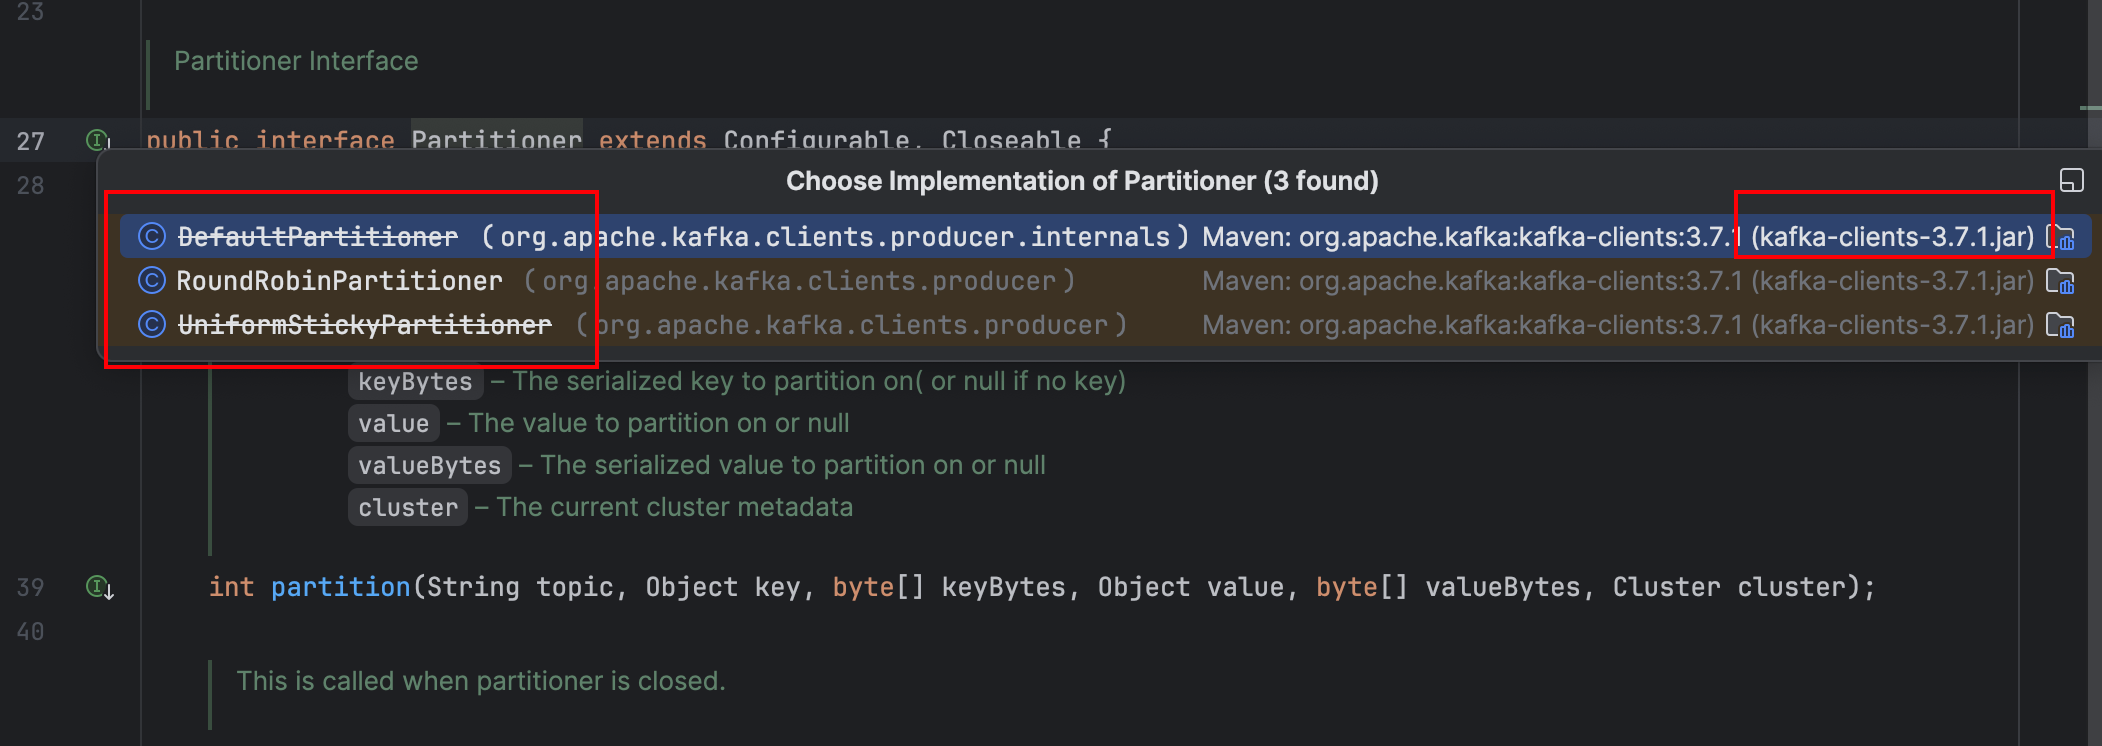 23
Partitioner Interface
27 public interface Partitioner extends Configurable, Closeable {
28
Choose Implementation of Partitioner (3 found)
DefaultPartitioner (org.apache.kafka.clients.producer.internals) Maven: org.apache.kafka:kafka-clients:3.7.1 (kafka-clients-3.7.1.jar)
RoundRobinPartitioner (org.apache.kafka.clients.producer) Maven: org.apache.kafka:kafka-clients:3.7.1 (kafka-clients-3.7.1.jar)
UniformStickyPartitioner (org.apache.kafka.clients.producer) Maven: org.apache.kafka:kafka-clients:3.7.1 (kafka-clients-3.7.1.jar)
keyBytes – The serialized key to partition on( or null if no key)
value – The value to partition on or null
valueBytes – The serialized value to partition on or null
cluster – The current cluster metadata
39 int partition(String topic, Object key, byte[] keyBytes, Object value, byte[] valueBytes, Cluster cluster);
40
This is called when partitioner is closed.